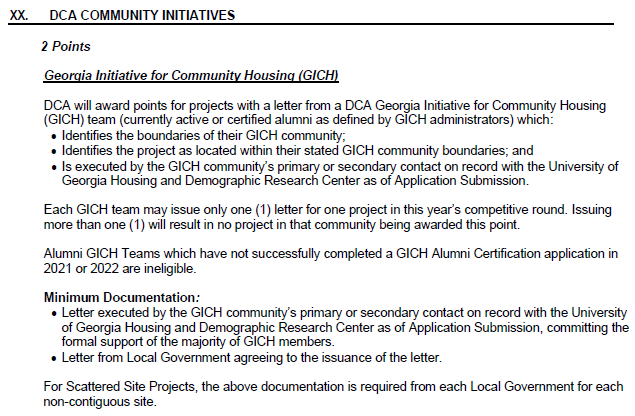 XX. DCA COMMUNITY INITIATIVES
2 Points
Georgia Initiative for Community Housing (GICH)
DCA will award points for projects with a letter from a DCA Georgia Initiative for Community Housing
(GICH) team (currently active or certified alumni as defined by GICH administrators) which:
• Identifies the boundaries of their GICH community;
• Identifies the project as located within their stated GICH community boundaries; and
• Is executed by the GICH community's primary or secondary contact on record with the University of
Georgia Housing and Demographic Research Center as of Application Submission.
Each GICH team may issue only one (1) letter for one project in this year's competitive round. Issuing
more than one (1) will result in no project in that community being awarded this point.
Alumni GICH Teams which have not successfully completed a GICH Alumni Certification application in
2021 or 2022 are ineligible.
Minimum Documentation:
• Letter executed by the GICH community's primary or secondary contact on record with the University
of Georgia Housing and Demographic Research Center as of Application Submission, committing the
formal support of the majority of GICH members.
• Letter from Local Government agreeing to the issuance of the letter.
For Scattered Site Projects, the above documentation is required from each Local Government for each
non-contiguous site.